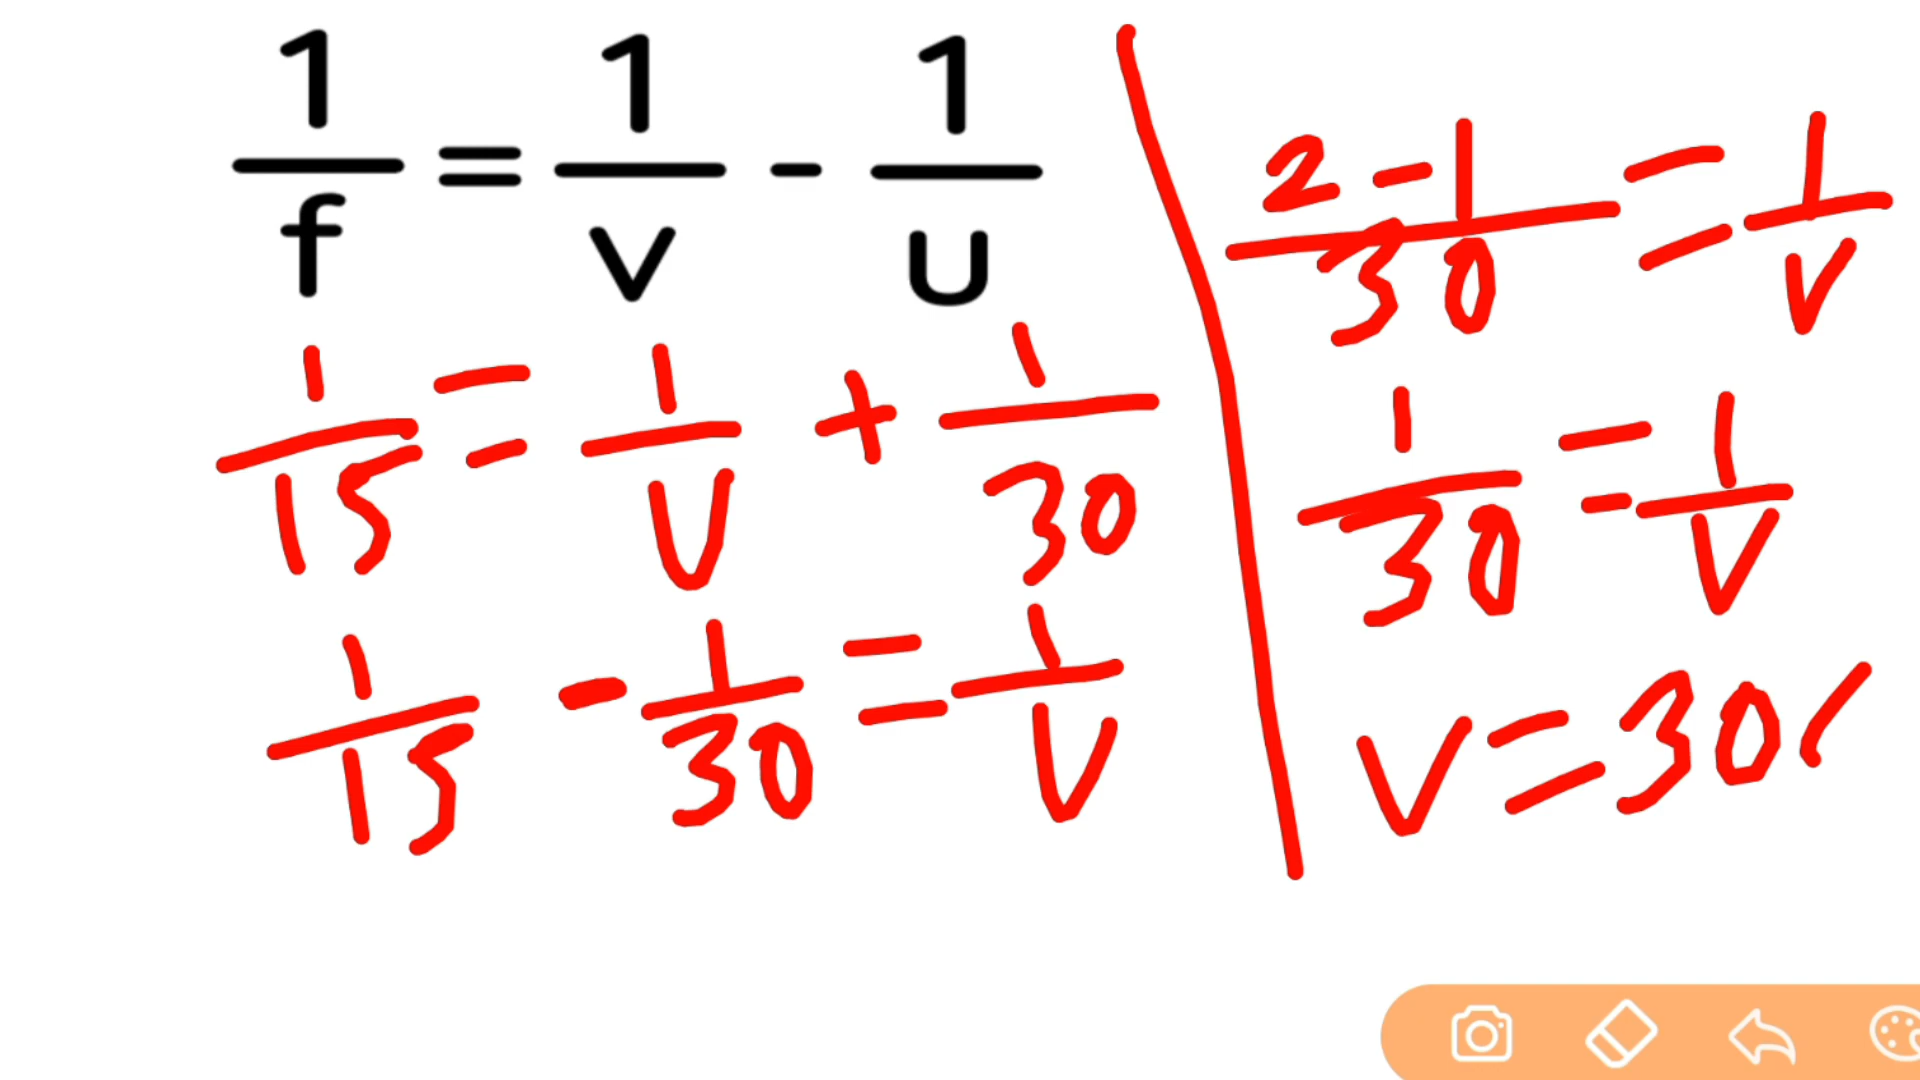 1/f = 1/v - 1/u
1/15 = 1/V + 1/30
1/15 - 1/30 = 1/V
2-1/30 = 1/V
1/30 = 1/V
V=30(